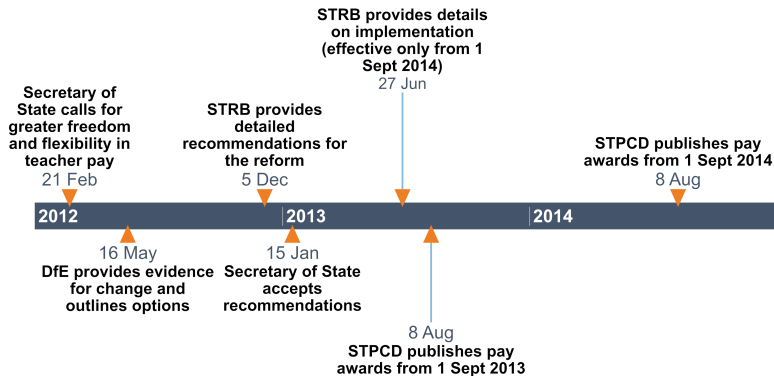 STRB provides details
on implementation
(effective only from 1
Sept 2014)
27 Jun
Secretary of
State calls for
greater freedom
and flexibility in
teacher pay
21 Feb
STRB provides
detailed
recommendations for
the reform
5 Dec
STPCD publishes pay
awards from 1 Sept 2014
8 Aug
2012
2013
2014
16 May
DfE provides evidence
for change and
outlines options
15 Jan
Secretary of State
accepts
recommendations
8 Aug
STPCD publishes pay
awards from 1 Sept 2013